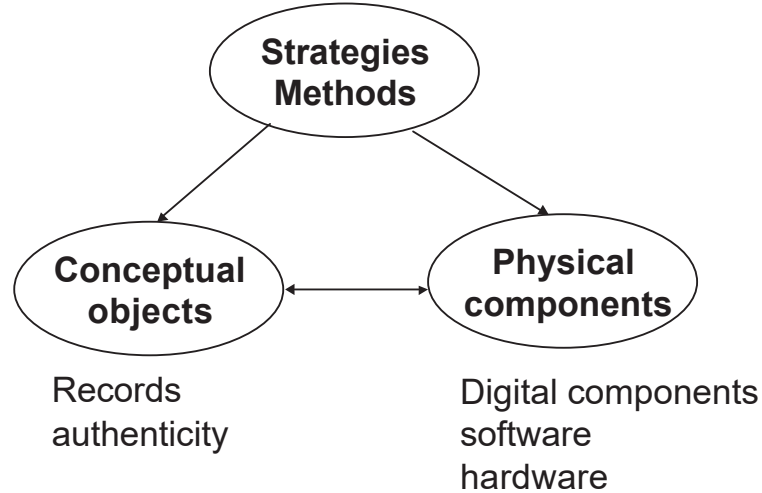 Strategies
Methods
Conceptual
objects
Physical
components
Records
authenticity
Digital components
software
hardware